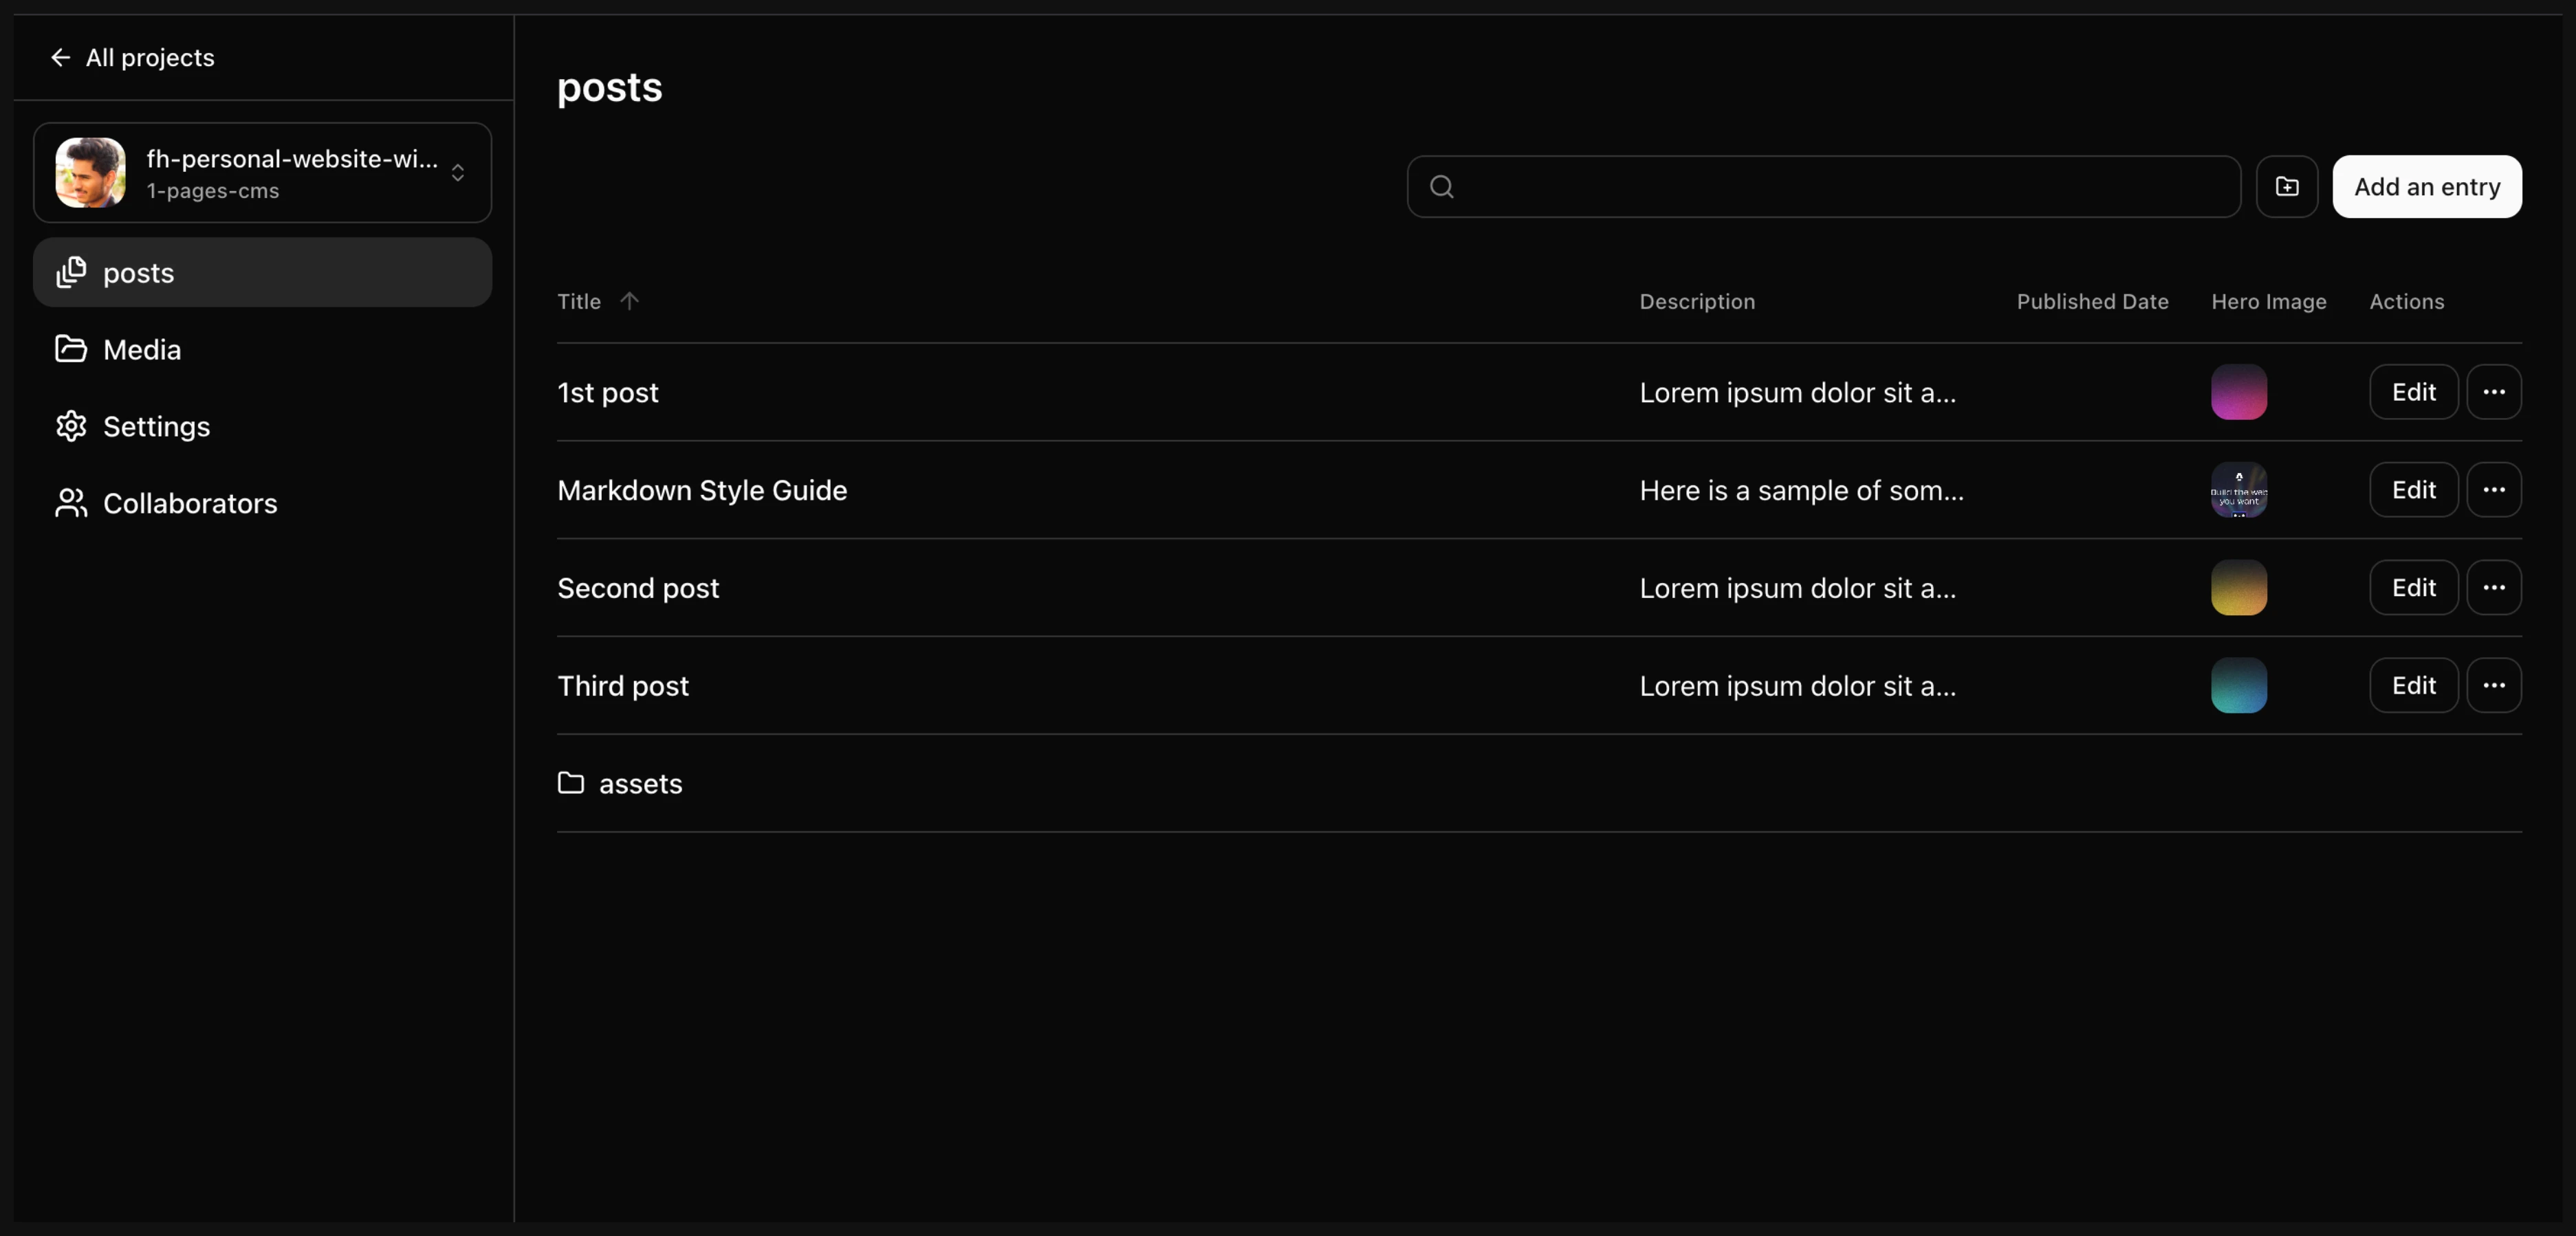 All projects
fh-personal-website-wi...
1-pages-cms
posts
Media
Settings
Collaborators
posts
Add an entry
Title Description Published Date Hero Image Actions
1st post Lorem ipsum dolor sit a... Edit
Markdown Style Guide Here is a sample of som... Build the web you want Edit
Second post Lorem ipsum dolor sit a... Edit
Third post Lorem ipsum dolor sit a... Edit
assets